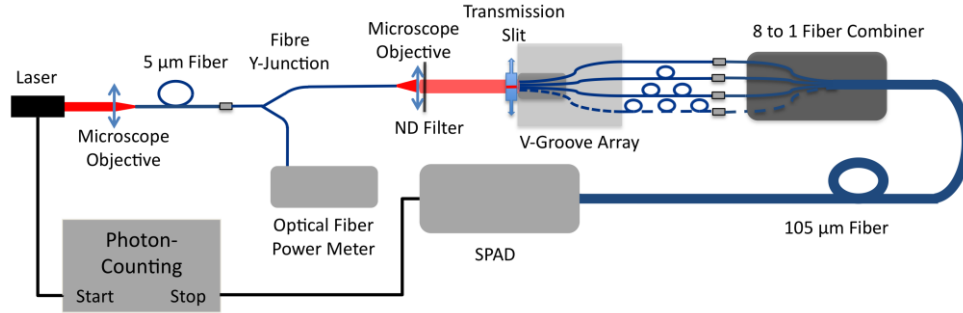 Laser
5 μm Fiber
Microscope
Objective
Fibre
Y-Junction
Optical Fiber
Power Meter
Microscope
Objective
ND Filter
Transmission
Slit
V-Groove Array
8 to 1 Fiber Combiner
105 μm Fiber
SPAD
Photon-
Counting
Start Stop